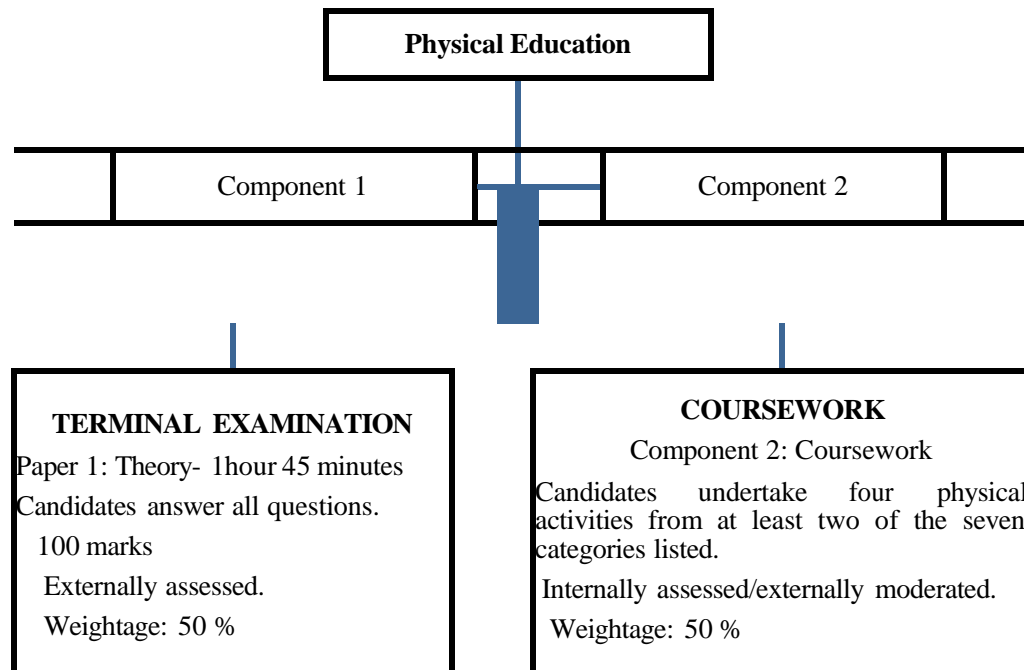 Physical Education
Component 1
Component 2
TERMINAL EXAMINATION
Paper 1: Theory- 1hour 45 minutes
Candidates answer all questions.
100 marks
Externally assessed.
Weightage: 50 %
COURSEWORK
Component 2: Coursework
Candidates undertake four physical
activities from at least two of the seven
categories listed.
Internally assessed/externally moderated.
Weightage: 50 %